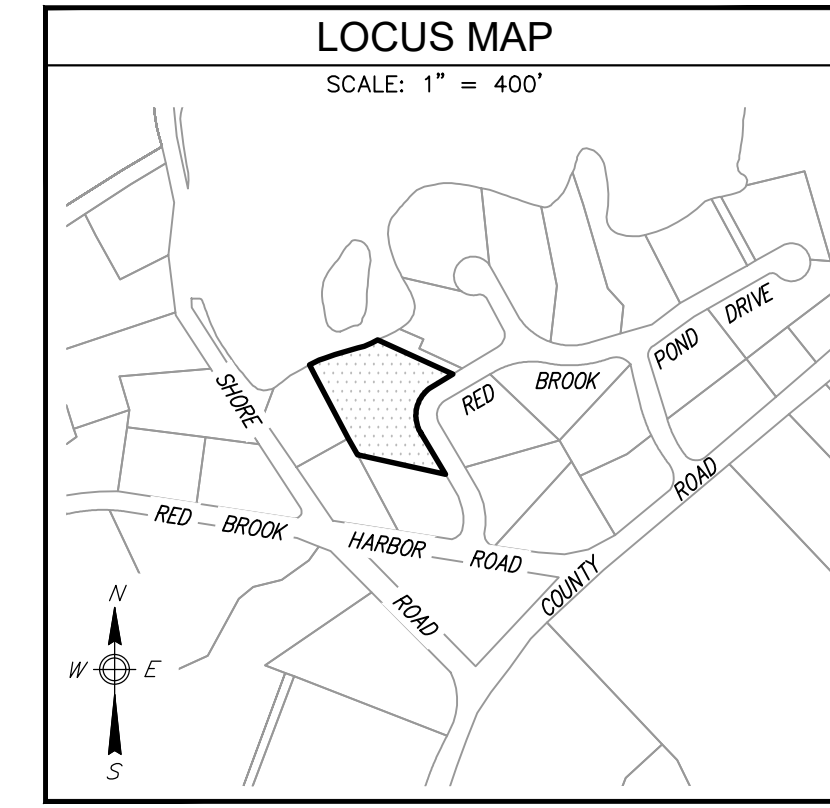 LOCUS MAP
SCALE: 1" = 400'
DRIVE
POND
BROOK
RED
SHORE
ROAD
RED BROOK HARBOR ROAD
COUNTY
ROAD
N
W E
S